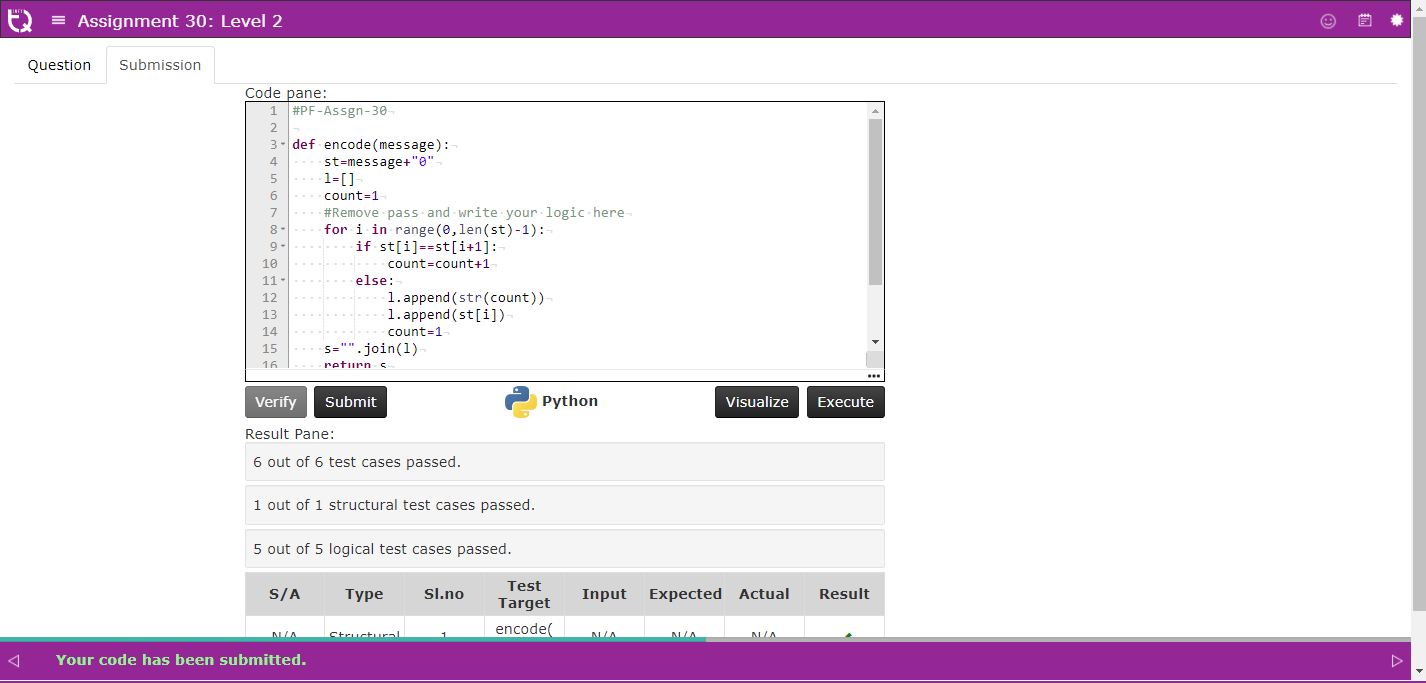 Assignment 30: Level 2
Question Submission
Code pane:
1 #PF-Assgn-30
2
3 def encode(message):
4 st=message+"0"
5 l=[]
6 count=1
7 #Remove pass and write your logic here
8 for i in range(0,len(st)-1):
9 if st[i]==st[i+1]:
10 count=count+1
11 else:
12 l.append(str(count))
13 l.append(st[i])
14 count=1
15 s="".join(l)
16 return s
Verify Submit Python Visualize Execute
Result Pane:
6 out of 6 test cases passed.
1 out of 1 structural test cases passed.
5 out of 5 logical test cases passed.
S/A Type Sl.no Test Target Input Expected Actual Result
N/A Structural 1 encode( N/A N/A N/A
Your code has been submitted.